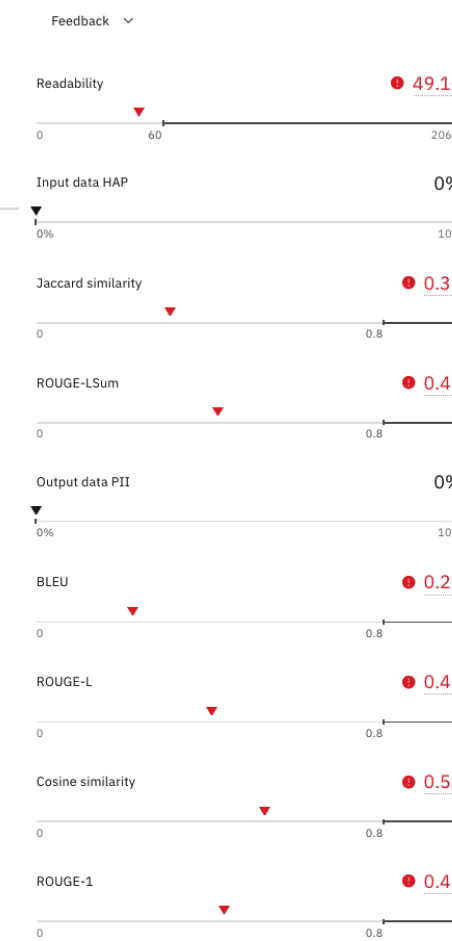 Feedback
Readability
49.1
0 60 206
Input data HAP
0%
0% 10
Jaccard similarity
0.3
0 0.8
ROUGE-LSum
0.4
0 0.8
Output data PII
0%
0% 10
BLEU
0.2
0 0.8
ROUGE-L
0.4
0 0.8
Cosine similarity
0.5
0 0.8
ROUGE-1
0.4
0 0.8